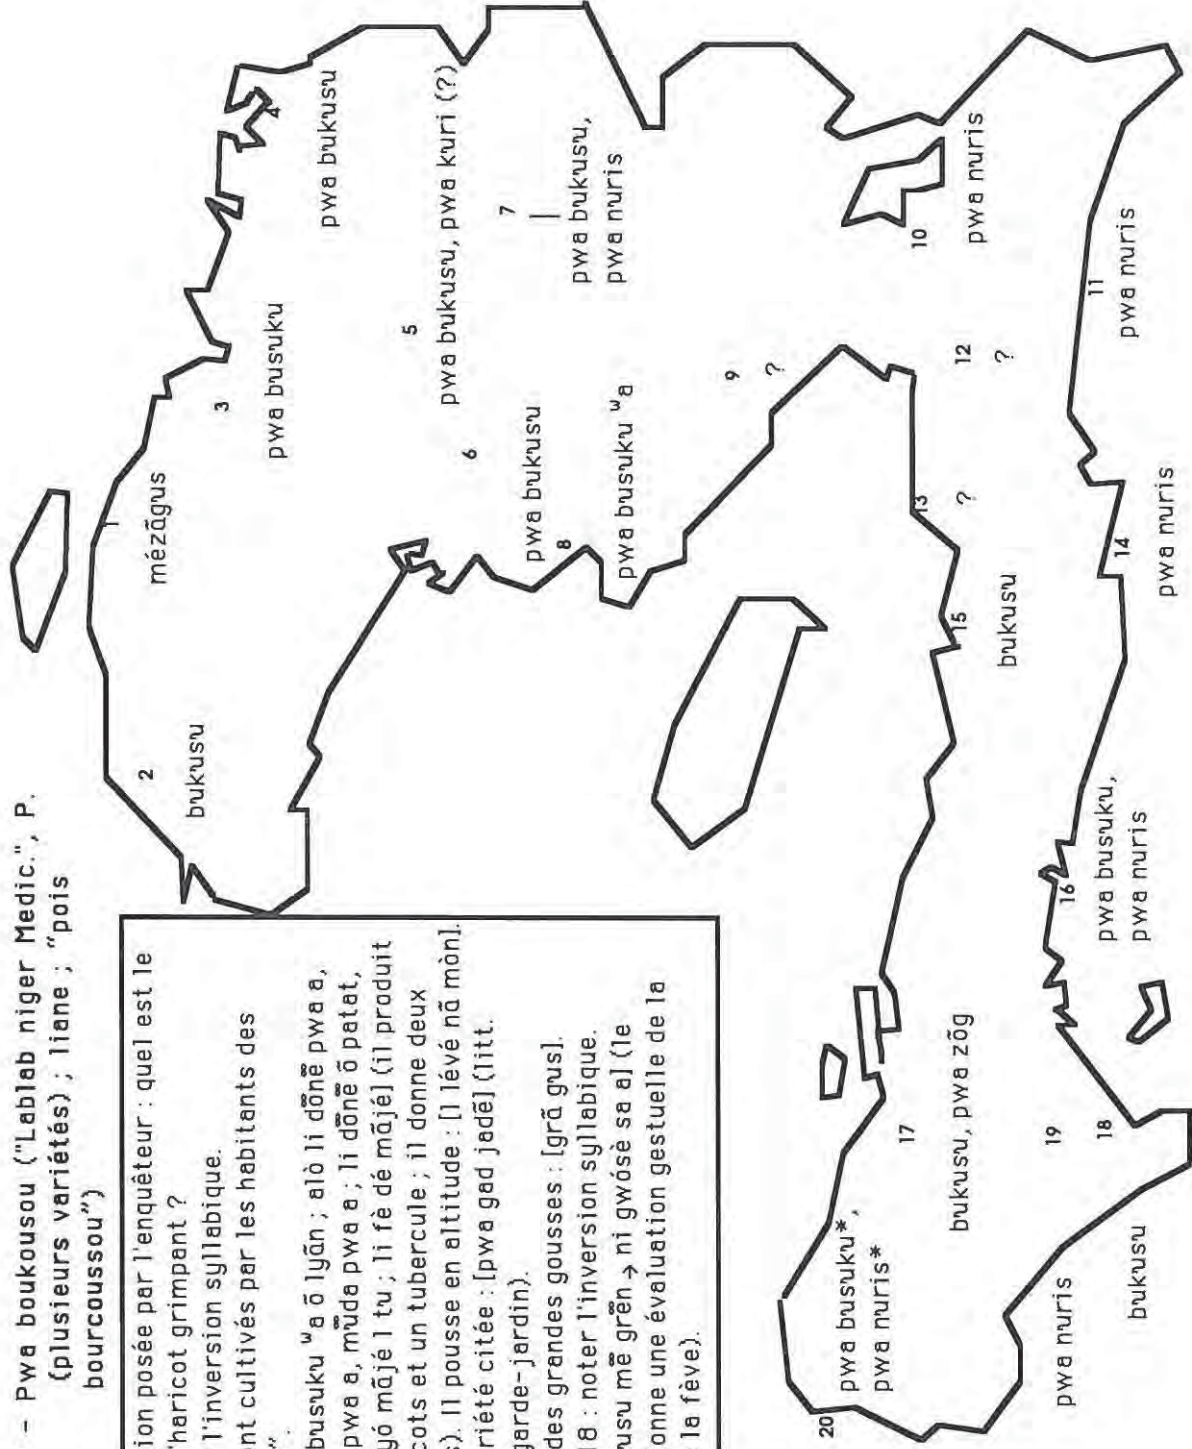 - Pwa boukousou ("Lablab niger Medic.", P.
(plusieurs variétés) ; liane ; "pois
bourcoussou")
ion posée par l'enquêteur : quel est le
haricot grimpant ?
l'inversion syllabique.
nt cultivés par les habitants des
".
busuku ʷa õ lyãn ; alò li dõnẽ pwa a,
pwa a, muda pwa a ; li dõnẽ õ patat,
yó mãjé l tu ; li fè dé mãjé] (il produit
cots et un tubercule ; il donne deux
s). Il pousse en altitude : [l lévé nã mòn].
riété citée : [pwa gad jadẽ] (litt.
garde-jardin).
des grandes gousses : [grã gus].
18 : noter l'inversion syllabique.
usu mẽ grẽn → ni gwósè sa a] (le
onne une évaluation gestuelle de la
la fève).
1
mézãgus
2
bukusu
3
pwa busuku
4
pwa bukusu
5
pwa bukusu, pwa kuri (?)
6
pwa bukusu
7
pwa bukusu,
pwa nuris
8
pwa busuku ʷa
9
?
10
pwa nuris
11
pwa nuris
12
?
13
?
14
pwa nuris
15
bukusu
16
pwa busuku,
pwa nuris
17
bukusu, pwa zõg
18
bukusu
19
pwa nuris
20
pwa busuku*,
pwa nuris*